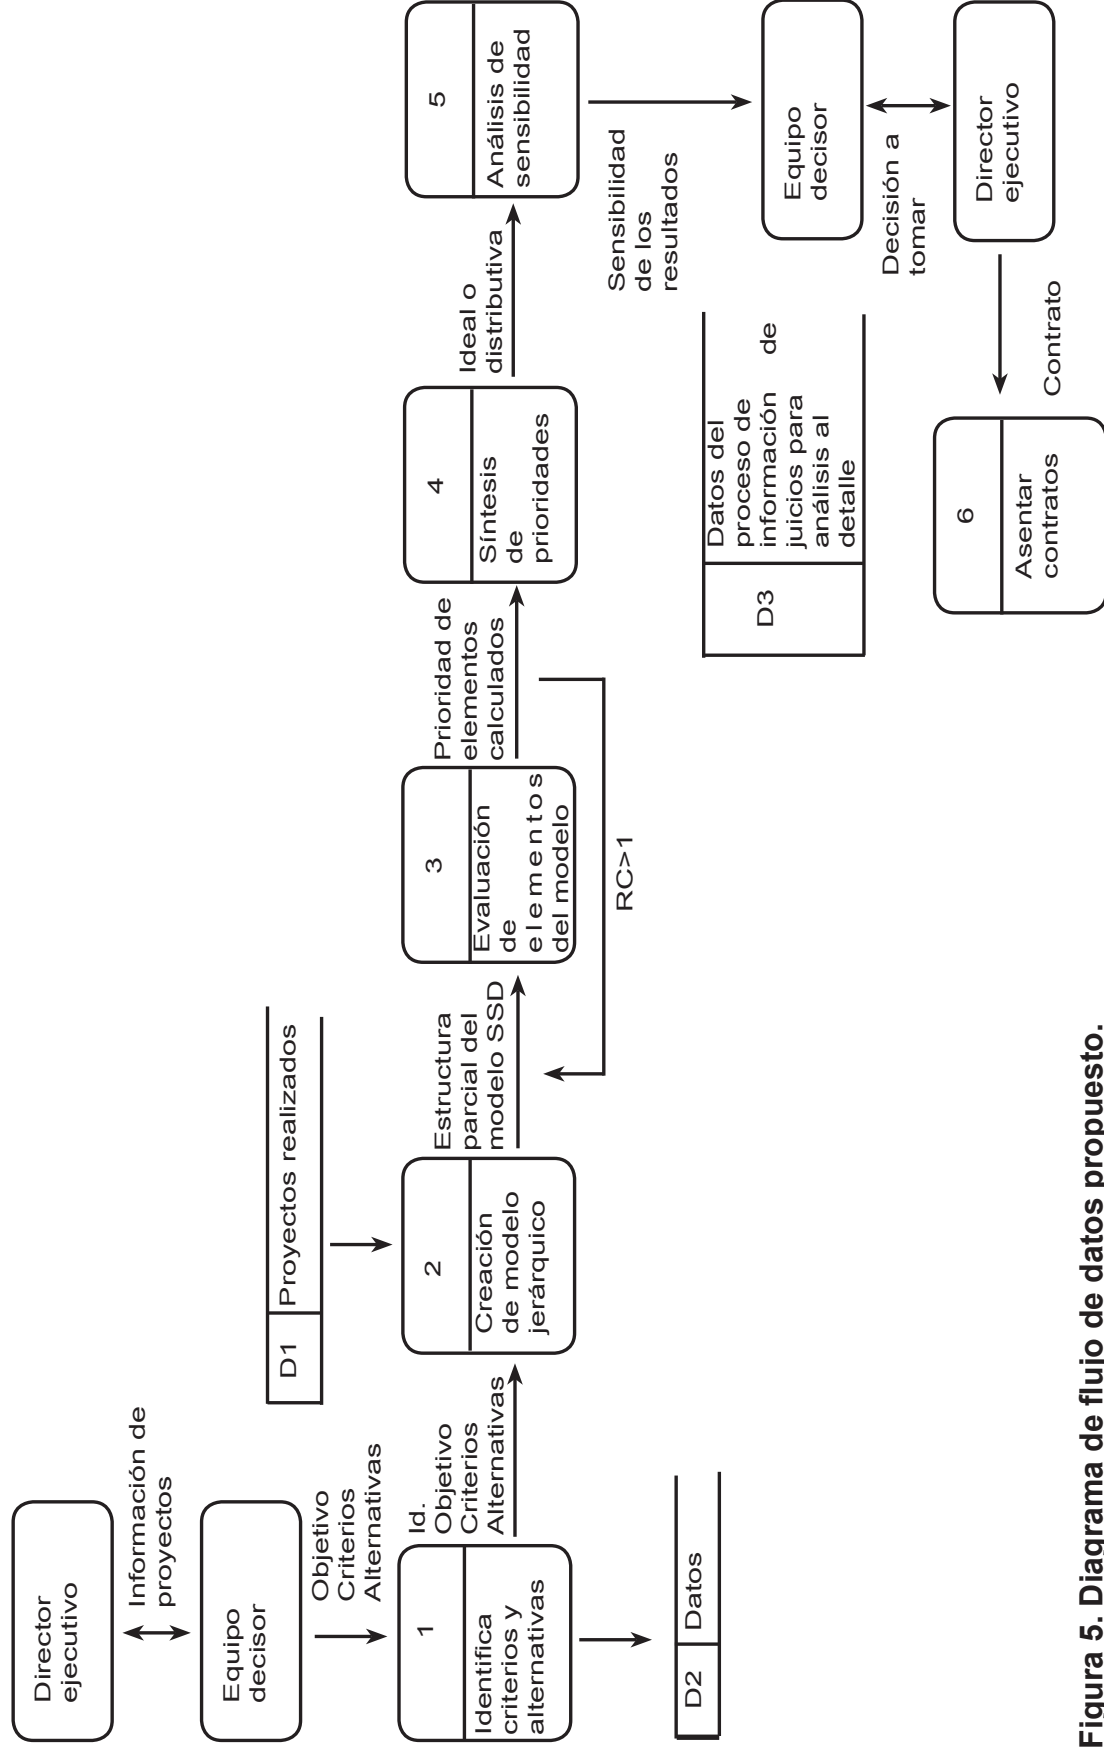 Director
ejecutivo
Información de
proyectos
Equipo
decisor
Objetivo
Criterios
Alternativas
1
Identifica
criterios y
alternativas
D2
Datos
Id.
Objetivo
Criterios
Alternativas
D1
Proyectos realizados
2
Creación
de modelo
jerárquico
Estructura
parcial del
modelo SSD
3
Evaluación
de
elementos
del modelo
RC>1
Prioridad de
elementos
calculados
4
Síntesis
de
prioridades
Ideal o
distributiva
5
Análisis de
sensibilidad
Sensibilidad
de los
resultados
Equipo
decisor
Decisión a
tomar
Director
ejecutivo
Contrato
6
Asentar
contratos
D3
Datos del
proceso de
información de
juicios para
análisis al
detalle
Figura 5. Diagrama de flujo de datos propuesto.